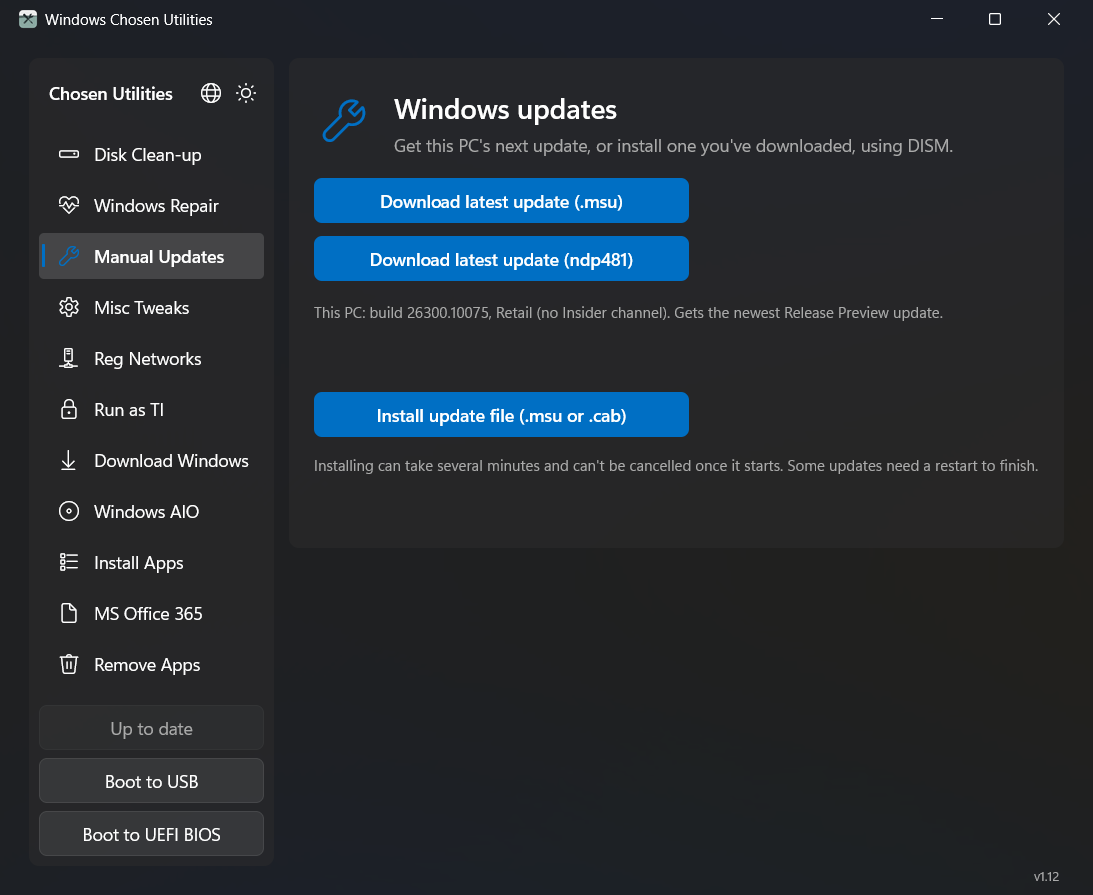 Windows Chosen Utilities
Chosen Utilities
Disk Clean-up
Windows Repair
Manual Updates
Misc Tweaks
Reg Networks
Run as TI
Download Windows
Windows AIO
Install Apps
MS Office 365
Remove Apps
Up to date
Boot to USB
Boot to UEFI BIOS
Windows updates
Get this PC's next update, or install one you've downloaded, using DISM.
Download latest update (.msu)
Download latest update (ndp481)
This PC: build 26300.10075, Retail (no Insider channel). Gets the newest Release Preview update.
Install update file (.msu or .cab)
Installing can take several minutes and can't be cancelled once it starts. Some updates need a restart to finish.
v1.12